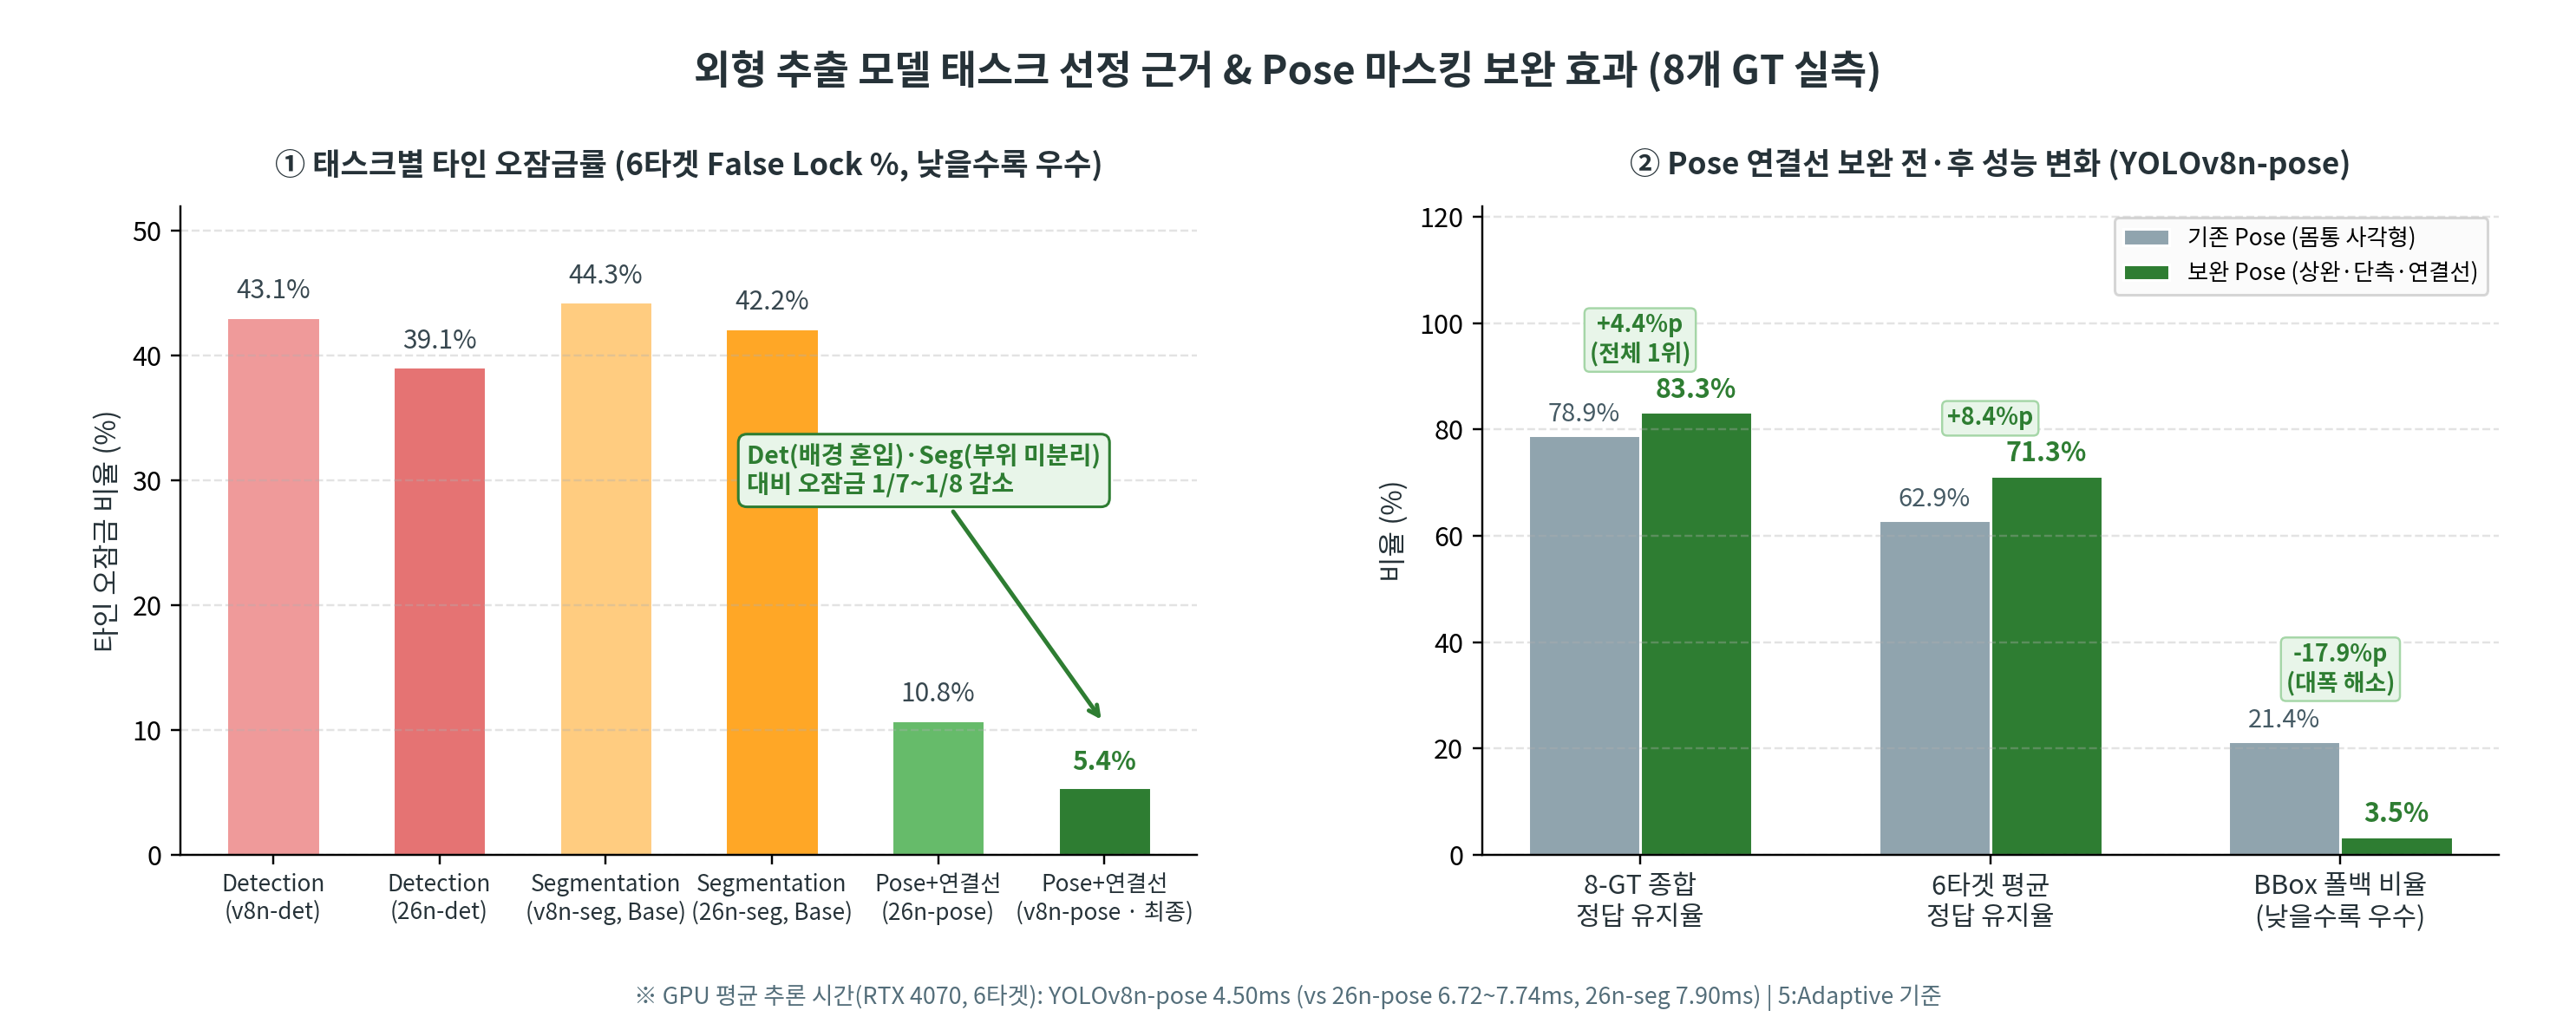 외형 추출 모델 태스크 선정 근거 & Pose 마스킹 보완 효과 (8개 GT 실측)
① 태스크별 타인 오잠금률 (6타겟 False Lock %, 낮을수록 우수)
타인 오잠금 비율 (%)
50
40
30
20
10
0
43.1%
39.1%
44.3%
42.2%
10.8%
5.4%
Det(배경 혼입)·Seg(부위 미분리)
대비 오잠금 1/7~1/8 감소
Detection
(v8n-det)
Detection
(26n-det)
Segmentation
(v8n-seg, Base)
Segmentation
(26n-seg, Base)
Pose+연결선
(26n-pose)
Pose+연결선
(v8n-pose · 최종)
② Pose 연결선 보완 전·후 성능 변화 (YOLOv8n-pose)
비율 (%)
120
100
80
60
40
20
0
기존 Pose (몸통 사각형)
보완 Pose (상완·단측·연결선)
+4.4%p
(전체 1위)
78.9%
83.3%
+8.4%p
62.9%
71.3%
-17.9%p
(대폭 해소)
21.4%
3.5%
8-GT 종합
정답 유지율
6타겟 평균
정답 유지율
BBox 폴백 비율
(낮을수록 우수)
※ GPU 평균 추론 시간(RTX 4070, 6타겟): YOLOv8n-pose 4.50ms (vs 26n-pose 6.72~7.74ms, 26n-seg 7.90ms) | 5:Adaptive 기준